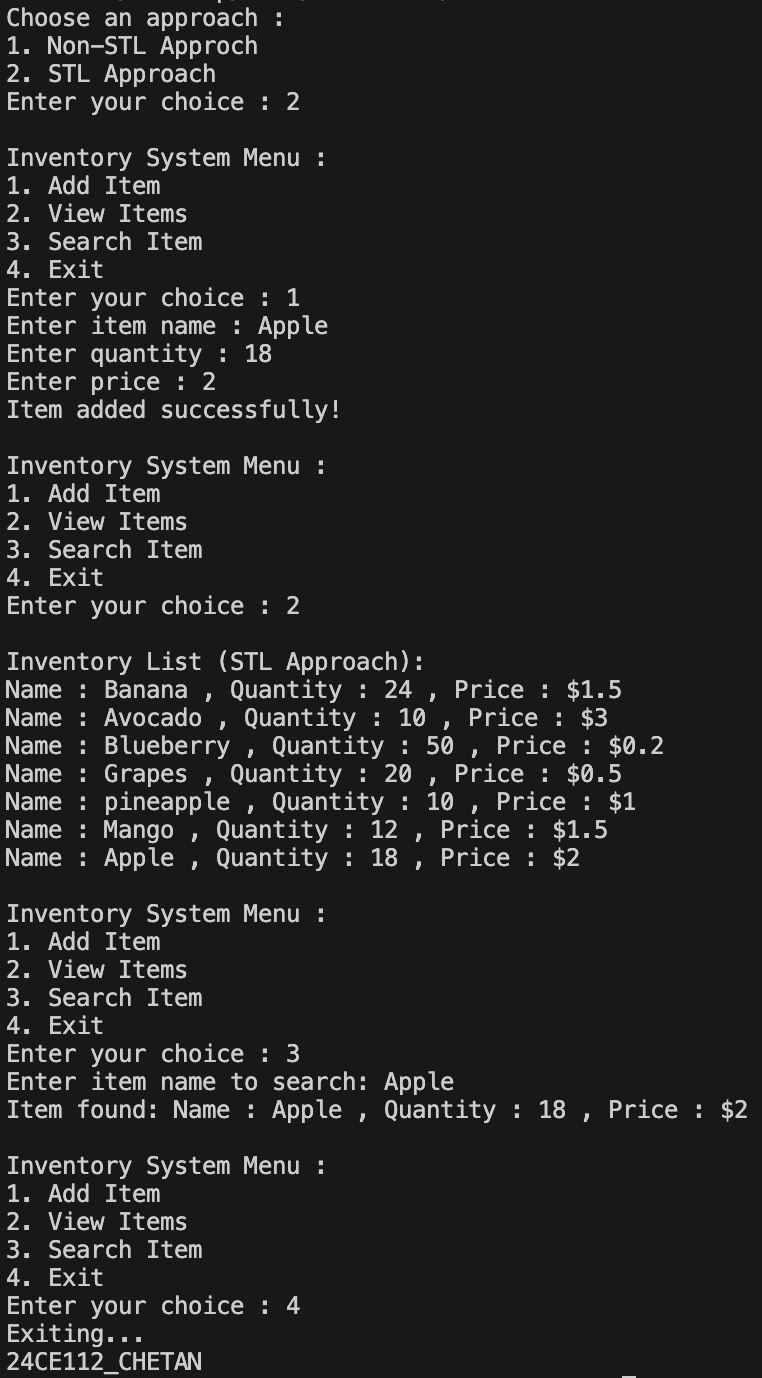 Choose an approach :
1. Non-STL Approch
2. STL Approach
Enter your choice : 2
Inventory System Menu :
1. Add Item
2. View Items
3. Search Item
4. Exit
Enter your choice : 1
Enter item name : Apple
Enter quantity : 18
Enter price : 2
Item added successfully!
Inventory System Menu :
1. Add Item
2. View Items
3. Search Item
4. Exit
Enter your choice : 2
Inventory List (STL Approach):
Name : Banana , Quantity : 24 , Price : $1.5
Name : Avocado , Quantity : 10 , Price : $3
Name : Blueberry , Quantity : 50 , Price : $0.2
Name : Grapes , Quantity : 20 , Price : $0.5
Name : pineapple , Quantity : 10 , Price : $1
Name : Mango , Quantity : 12 , Price : $1.5
Name : Apple , Quantity : 18 , Price : $2
Inventory System Menu :
1. Add Item
2. View Items
3. Search Item
4. Exit
Enter your choice : 3
Enter item name to search: Apple
Item found: Name : Apple , Quantity : 18 , Price : $2
Inventory System Menu :
1. Add Item
2. View Items
3. Search Item
4. Exit
Enter your choice : 4
Exiting...
24CE112_CHETAN